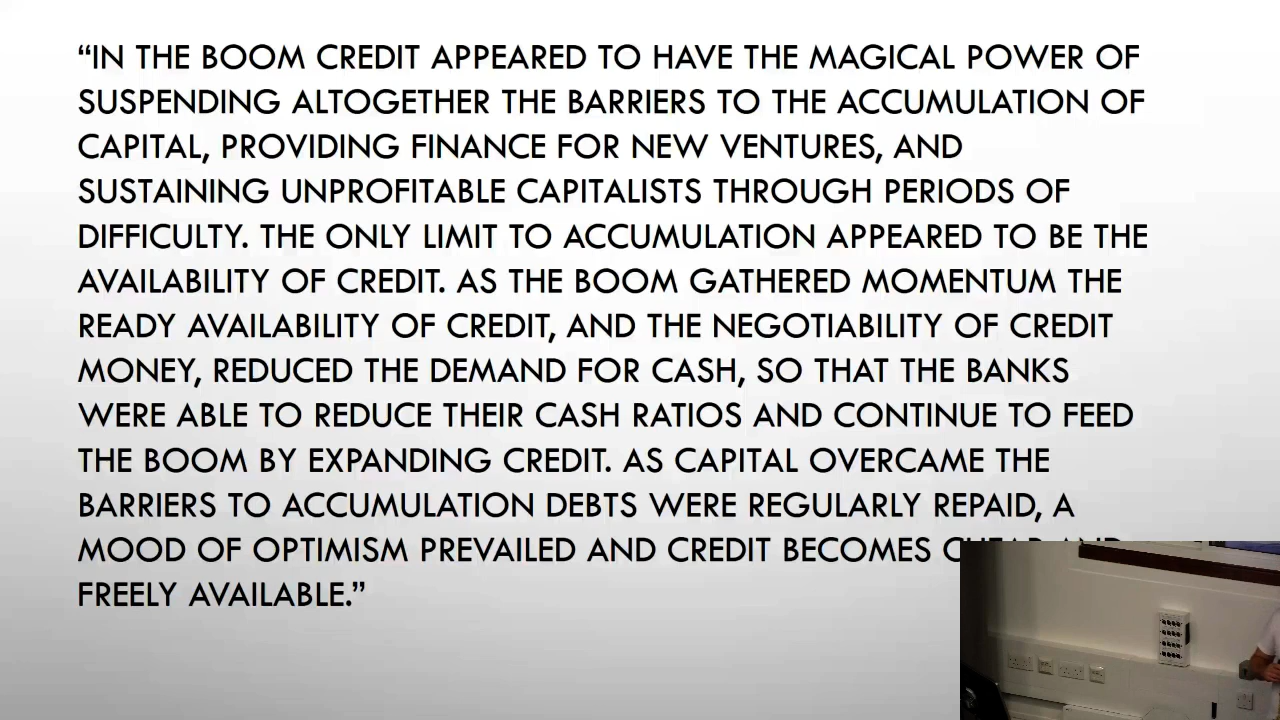 “IN THE BOOM CREDIT APPEARED TO HAVE THE MAGICAL POWER OF
SUSPENDING ALTOGETHER THE BARRIERS TO THE ACCUMULATION OF
CAPITAL, PROVIDING FINANCE FOR NEW VENTURES, AND
SUSTAINING UNPROFITABLE CAPITALISTS THROUGH PERIODS OF
DIFFICULTY. THE ONLY LIMIT TO ACCUMULATION APPEARED TO BE THE
AVAILABILITY OF CREDIT. AS THE BOOM GATHERED MOMENTUM THE
READY AVAILABILITY OF CREDIT, AND THE NEGOTIABILITY OF CREDIT
MONEY, REDUCED THE DEMAND FOR CASH, SO THAT THE BANKS
WERE ABLE TO REDUCE THEIR CASH RATIOS AND CONTINUE TO FEED
THE BOOM BY EXPANDING CREDIT. AS CAPITAL OVERCAME THE
BARRIERS TO ACCUMULATION DEBTS WERE REGULARLY REPAID, A
MOOD OF OPTIMISM PREVAILED AND CREDIT BECOMES CHEAP AND
FREELY AVAILABLE.”